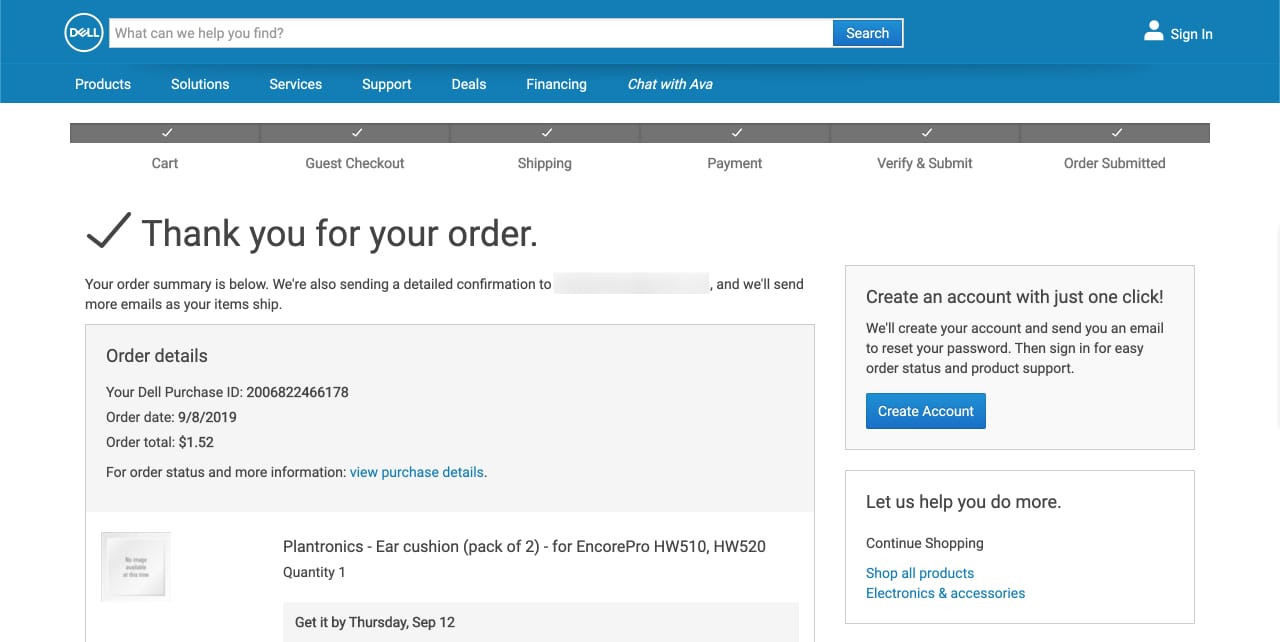 DELL
What can we help you find?
Search
Sign In
Products
Solutions
Services
Support
Deals
Financing
Chat with Ava
Cart
Guest Checkout
Shipping
Payment
Verify & Submit
Order Submitted
Thank you for your order.
Your order summary is below. We're also sending a detailed confirmation to , and we'll send
more emails as your items ship.
Order details
Your Dell Purchase ID: 2006822466178
Order date: 9/8/2019
Order total: $1.52
For order status and more information: view purchase details.
No image
available
at this time
Plantronics - Ear cushion (pack of 2) - for EncorePro HW510, HW520
Quantity 1
Get it by Thursday, Sep 12
Create an account with just one click!
We'll create your account and send you an email
to reset your password. Then sign in for easy
order status and product support.
Create Account
Let us help you do more.
Continue Shopping
Shop all products
Electronics & accessories